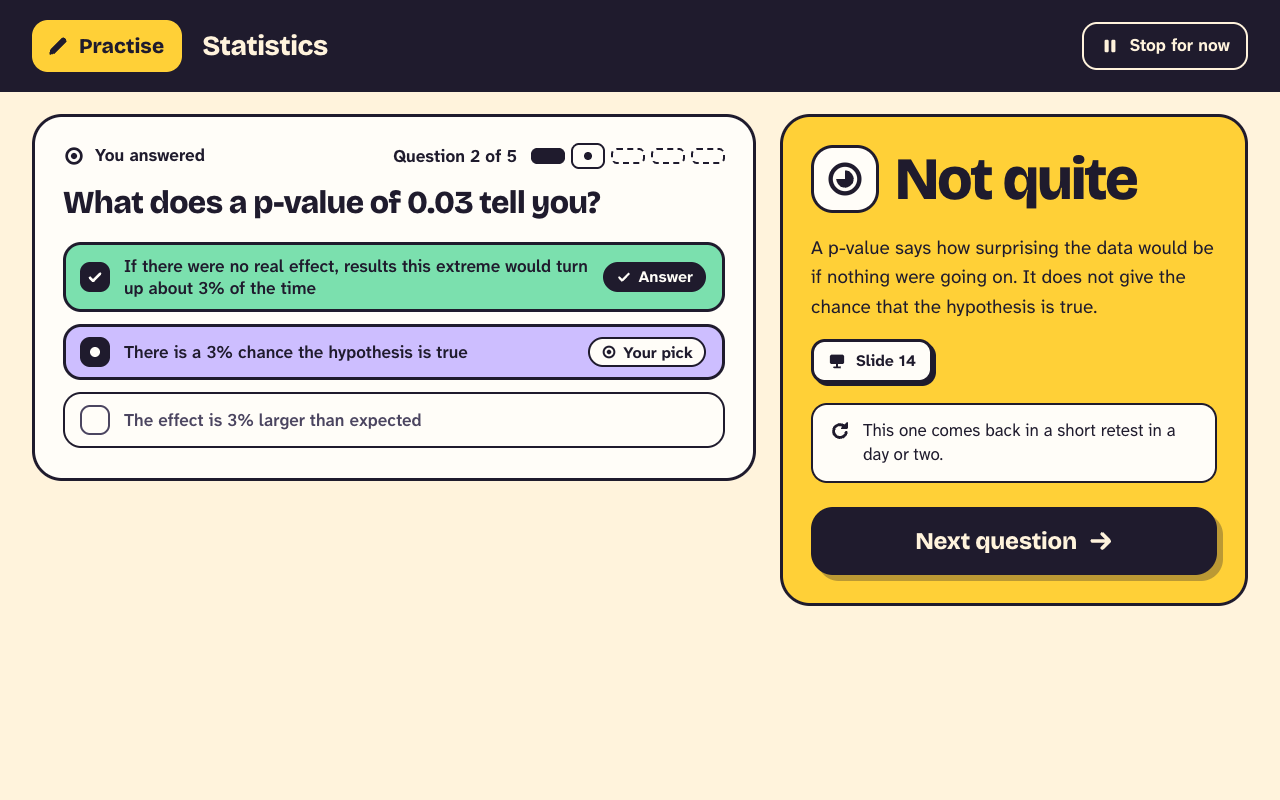 Practise
Statistics
Stop for now
You answered
Question 2 of 5
What does a p-value of 0.03 tell you?
If there were no real effect, results this extreme would turn
up about 3% of the time
Answer
There is a 3% chance the hypothesis is true
Your pick
The effect is 3% larger than expected
Not quite
A p-value says how surprising the data would be
if nothing were going on. It does not give the
chance that the hypothesis is true.
Slide 14
This one comes back in a short retest in a
day or two.
Next question